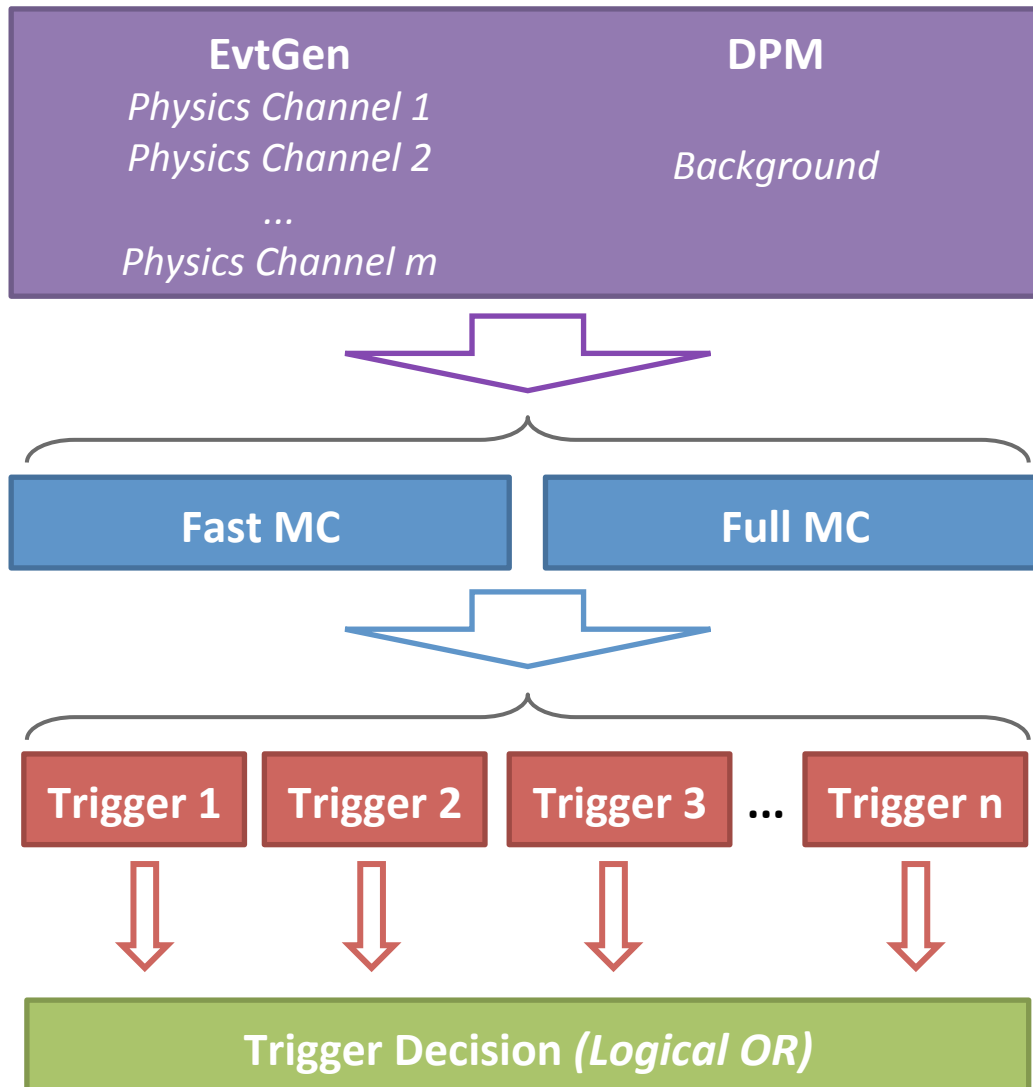 EvtGen
Physics Channel 1
Physics Channel 2
...
Physics Channel m
DPM
Background
Fast MC
Full MC
Trigger 1
Trigger 2
Trigger 3
...
Trigger n
Trigger Decision (Logical OR)